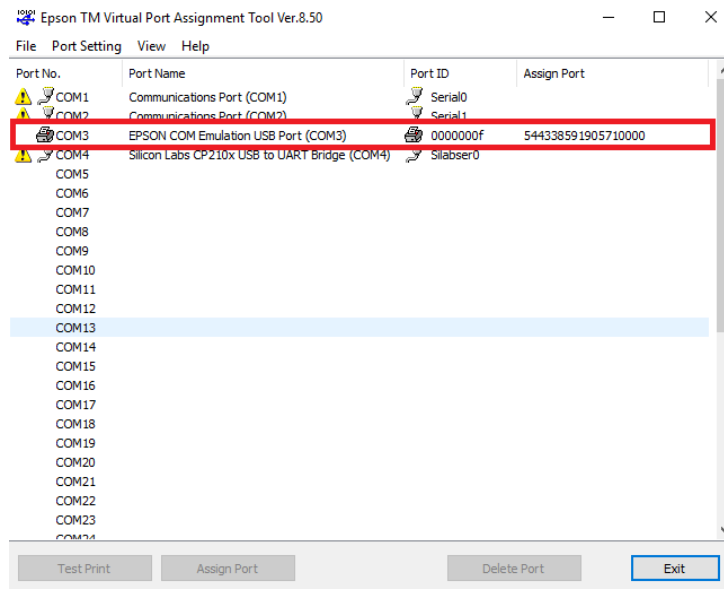 Epson TM Virtual Port Assignment Tool Ver.8.50
File Port Setting View Help
Port No. Port Name Port ID Assign Port
COM1 Communications Port (COM1) Serial0
COM2 Communications Port (COM2) Serial1
COM3 EPSON COM Emulation USB Port (COM3) 0000000f 544338591905710000
COM4 Silicon Labs CP210x USB to UART Bridge (COM4) Silabser0
COM5
COM6
COM7
COM8
COM9
COM10
COM11
COM12
COM13
COM14
COM15
COM16
COM17
COM18
COM19
COM20
COM21
COM22
COM23
COM24
Test Print Assign Port Delete Port Exit